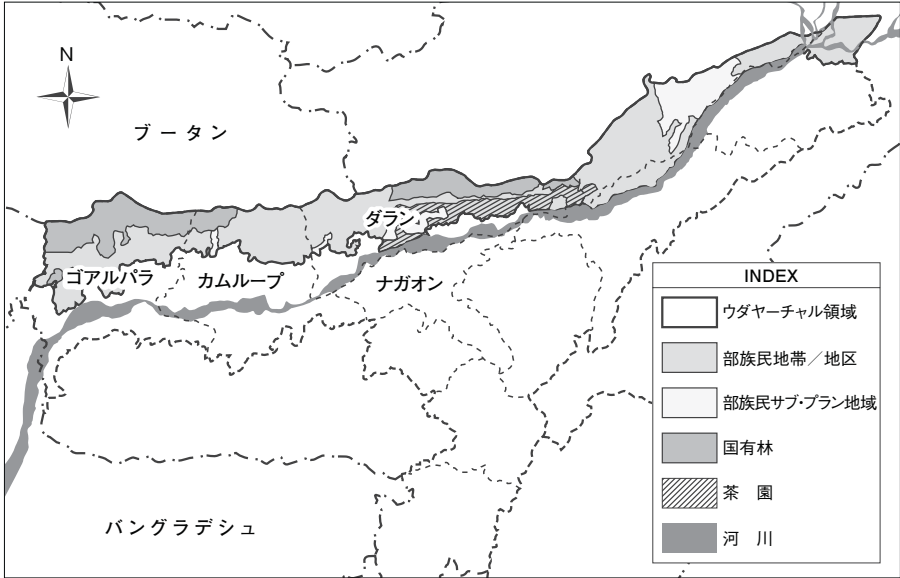 N
ブータン
ダラン
ゴアルパラ
カムループ
ナガオン
バングラデシュ
INDEX
ウダヤーチャル領域
部族民地帯／地区
部族民サブ・プラン地域
国有林
茶 園
河 川